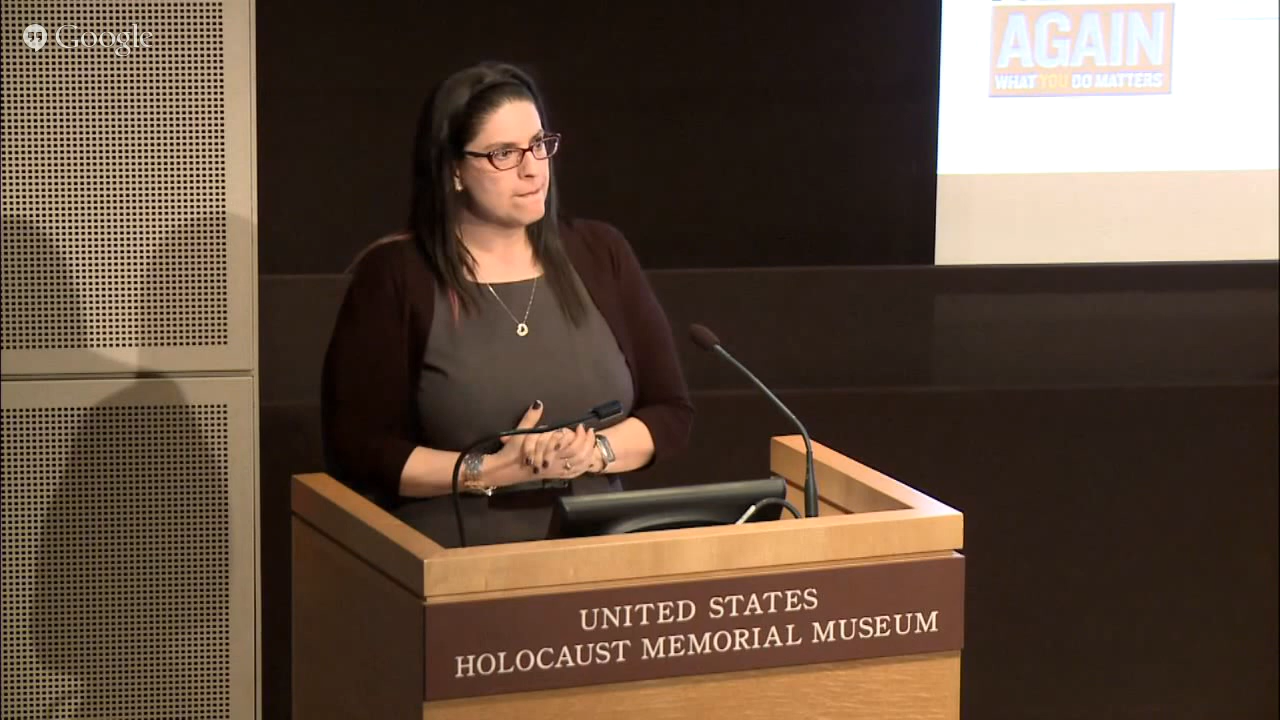 Google
AGAIN
WHAT YOU DO MATTERS
UNITED STATES
HOLOCAUST MEMORIAL MUSEUM